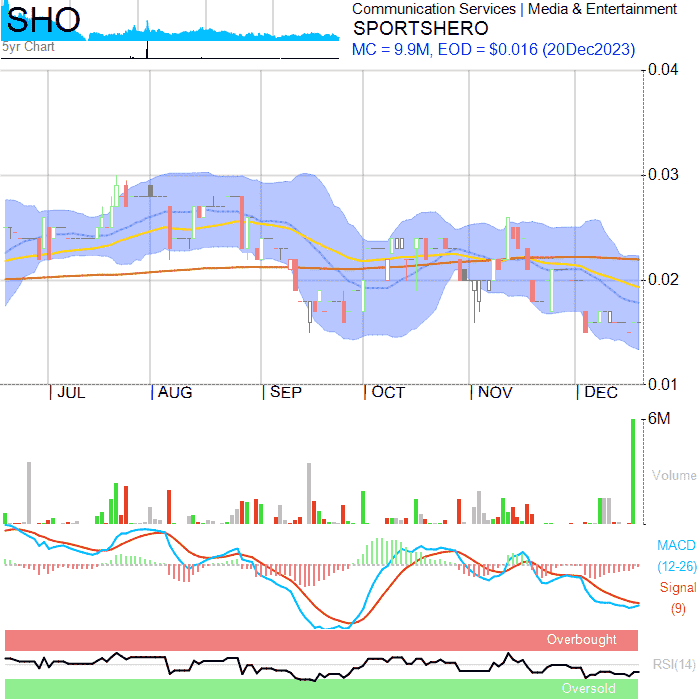 SHO
5yr Chart
Communication Services | Media & Entertainment
SPORTSHERO
MC = 9.9M, EOD = $0.016 (20Dec2023)
0.04
0.03
0.02
0.01
JUL AUG SEP OCT NOV DEC
6M
Volume
MACD
(12-26)
Signal
(9)
Overbought
RSI(14)
Oversold